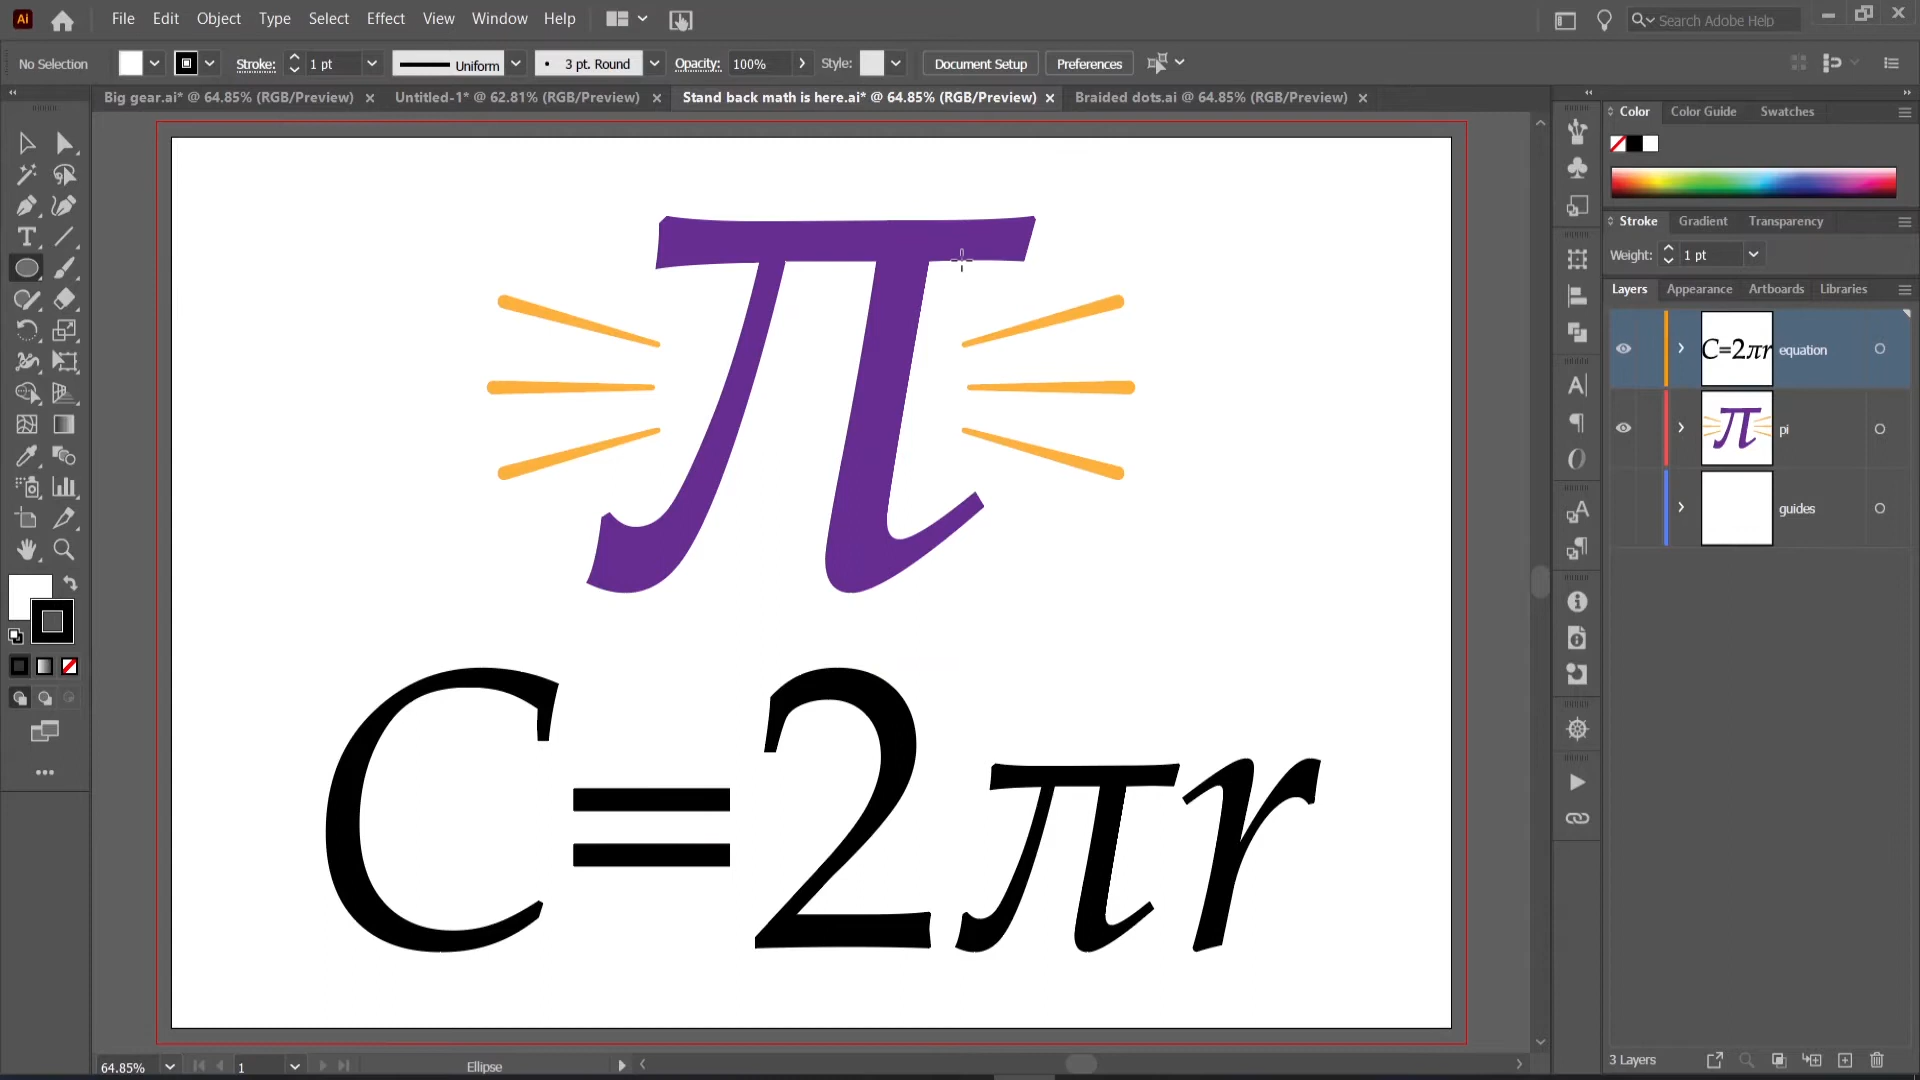 Ai File Edit Object Type Select Effect View Window Help Search Adobe Help
No Selection Stroke: 1 pt Uniform 3 pt. Round Opacity: 100% Style: Document Setup Preferences
Big gear.ai* @ 64.85% (RGB/Preview) Untitled-1* @ 62.81% (RGB/Preview) Stand back math is here.ai* @ 64.85% (RGB/Preview) Braided dots.ai @ 64.85% (RGB/Preview)
Color Color Guide Swatches
Stroke Gradient Transparency
Weight: 1 pt
Layers Appearance Artboards Libraries
C=2πr equation
π pi
guides
π
C=2πr
64.85% 1 Ellipse
3 Layers